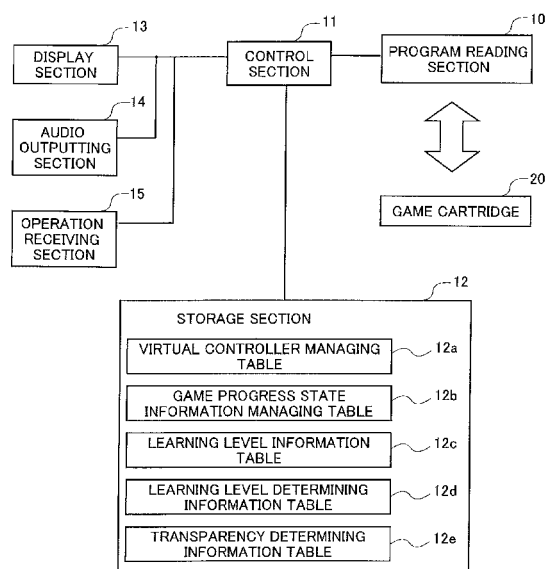 13
DISPLAY
SECTION
14
AUDIO
OUTPUTTING
SECTION
15
OPERATION
RECEIVING
SECTION
11
CONTROL
SECTION
10
PROGRAM READING
SECTION
20
GAME CARTRIDGE
12
STORAGE SECTION
VIRTUAL CONTROLLER MANAGING
TABLE
12a
GAME PROGRESS STATE
INFORMATION MANAGING TABLE
12b
LEARNING LEVEL INFORMATION
TABLE
12c
LEARNING LEVEL DETERMINING
INFORMATION TABLE
12d
TRANSPARENCY DETERMINING
INFORMATION TABLE
12e